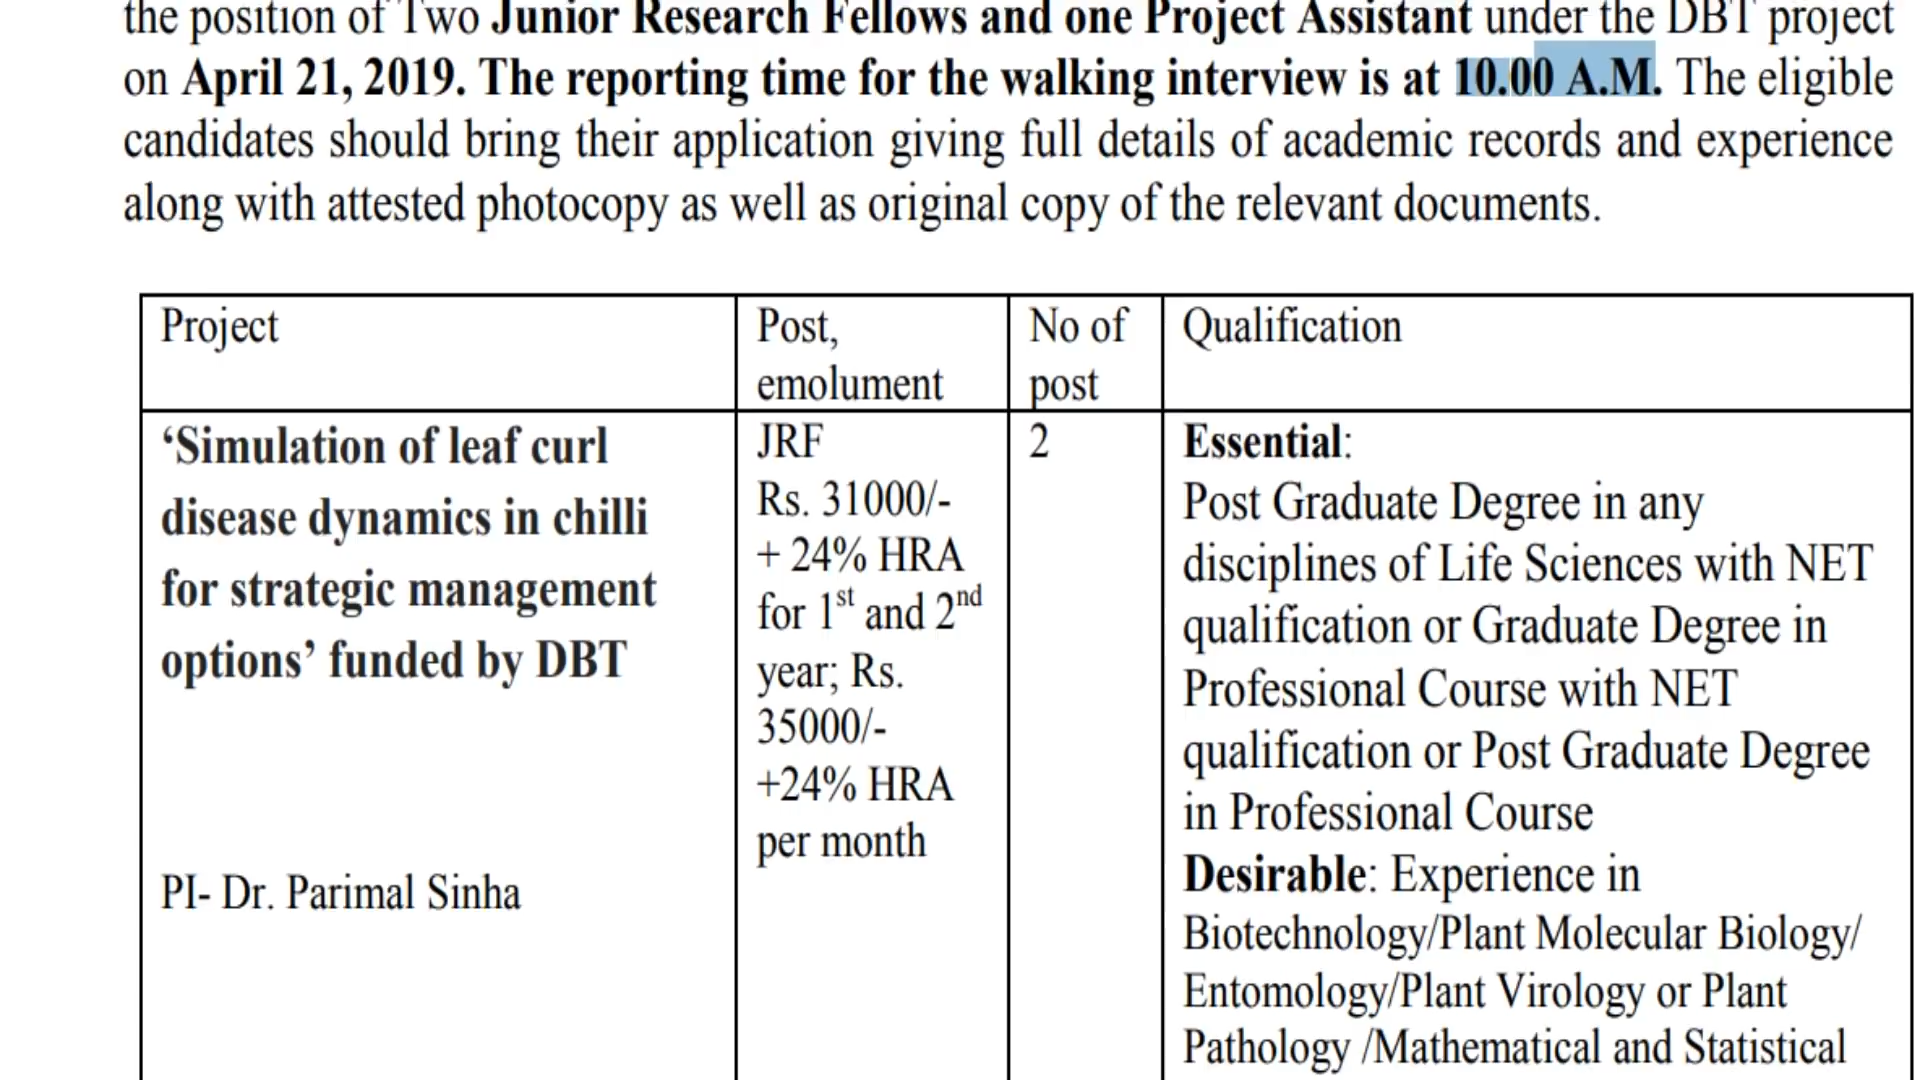 the position of Two Junior Research Fellows and one Project Assistant under the DBT project
on April 21, 2019. The reporting time for the walking interview is at 10.00 A.M. The eligible
candidates should bring their application giving full details of academic records and experience
along with attested photocopy as well as original copy of the relevant documents.
Project
Post,
emolument
No of
post
Qualification
‘Simulation of leaf curl
disease dynamics in chilli
for strategic management
options’ funded by DBT
PI- Dr. Parimal Sinha
JRF
Rs. 31000/-
+ 24% HRA
for 1st and 2nd
year; Rs.
35000/-
+24% HRA
per month
2
Essential:
Post Graduate Degree in any
disciplines of Life Sciences with NET
qualification or Graduate Degree in
Professional Course with NET
qualification or Post Graduate Degree
in Professional Course
Desirable: Experience in
Biotechnology/Plant Molecular Biology/
Entomology/Plant Virology or Plant
Pathology /Mathematical and Statistical